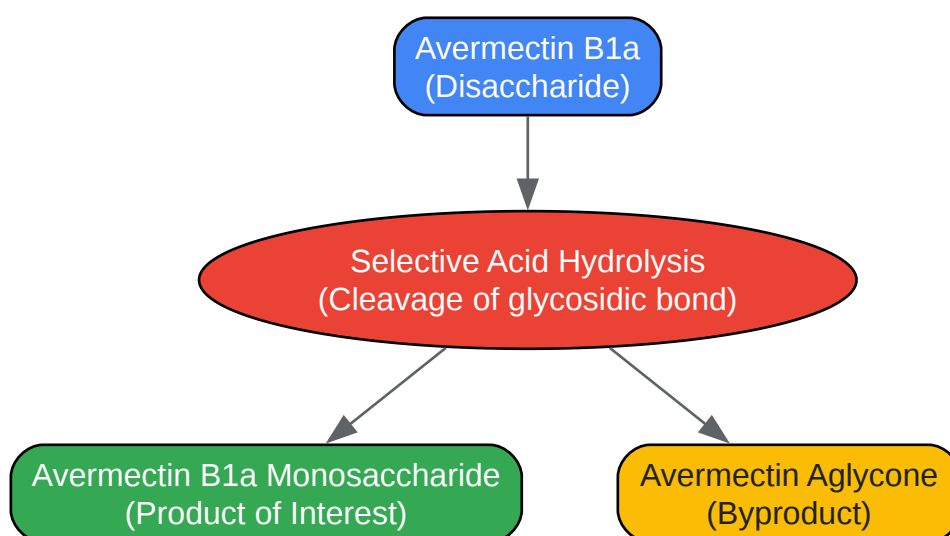 Avermectin B1a
(Disaccharide)
Selective Acid Hydrolysis
(Cleavage of glycosidic bond)
Avermectin B1a Monosaccharide
(Product of Interest)
Avermectin Aglycone
(Byproduct)